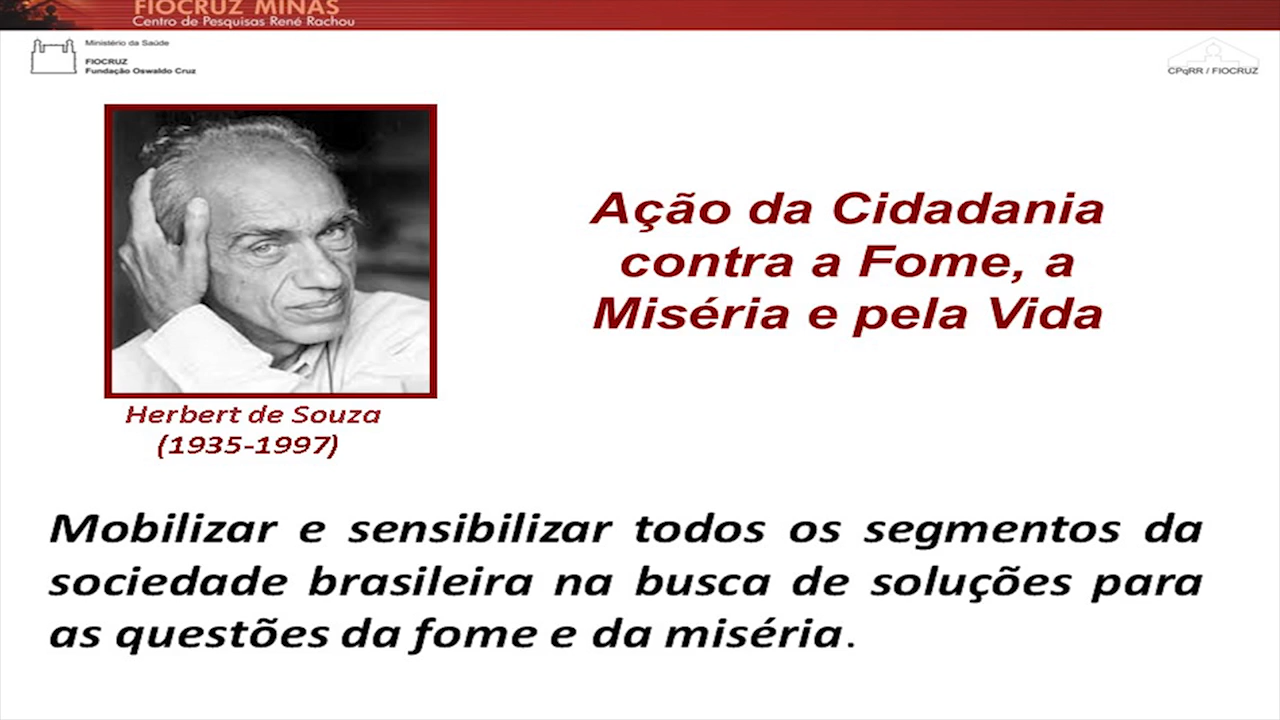 FIOCRUZ MINAS
Centro de Pesquisas René Rachou
Ministério da Saúde
FIOCRUZ
Fundação Oswaldo Cruz
CPqRR / FIOCRUZ
Ação da Cidadania
contra a Fome, a
Miséria e pela Vida
Herbert de Souza
(1935-1997)
Mobilizar e sensibilizar todos os segmentos da
sociedade brasileira na busca de soluções para
as questões da fome e da miséria.